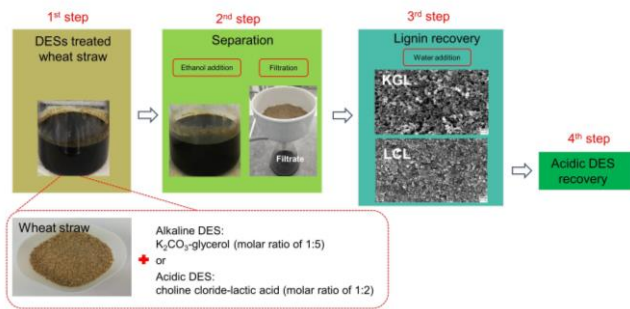 1st step
DESs treated
wheat straw
2nd step
Separation
Ethanol addition
Filtration
Filtrate
3rd step
Lignin recovery
Water addition
KGL
LCL
4th step
Acidic DES
recovery
Wheat straw
Alkaline DES:
K2CO3-glycerol (molar ratio of 1:5)
or
Acidic DES:
choline cloride-lactic acid (molar ratio of 1:2)